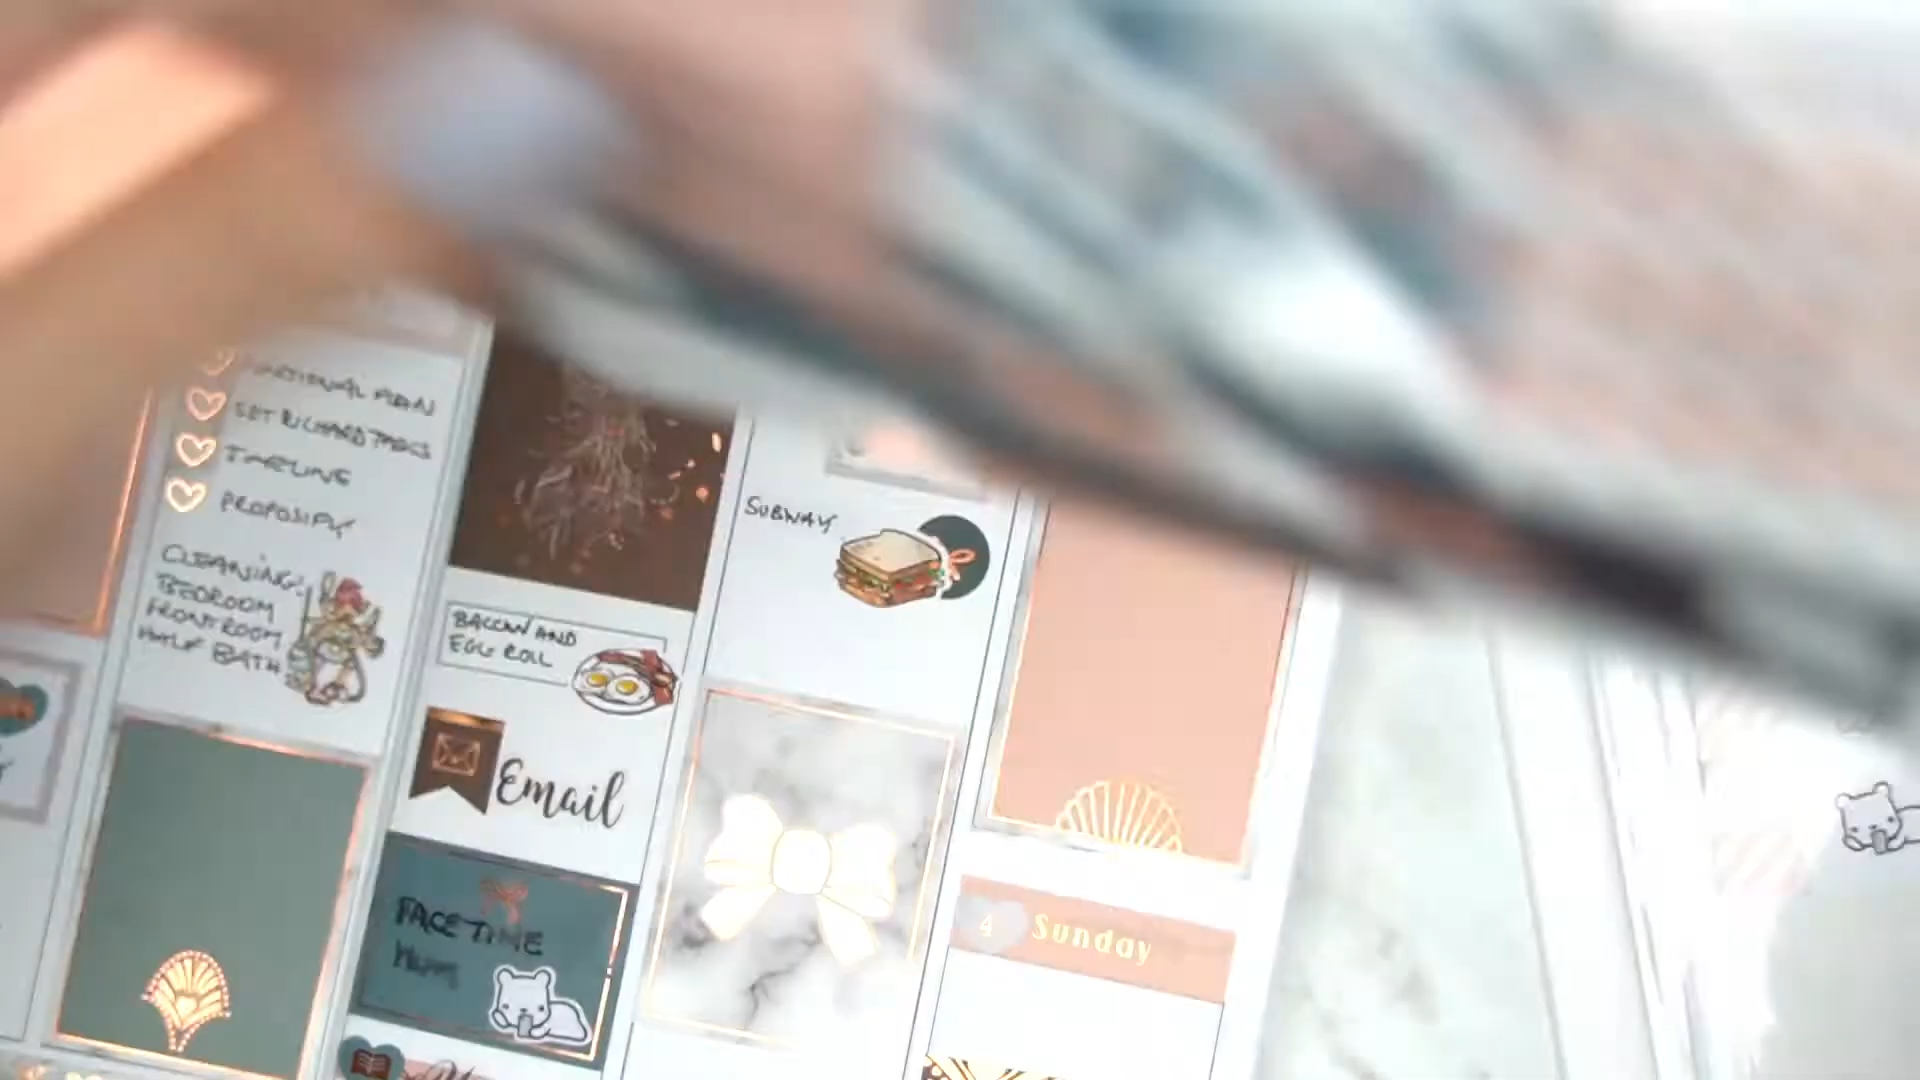 SET RICHARD TASKS
TIMELINE
PROPOSIFY
CLEANING:
BEDROOM
FRONT ROOM
HALF BATH
BACON AND
EGG ROLL
Email
FACETIME
MUM
SUBWAY
4 Sunday